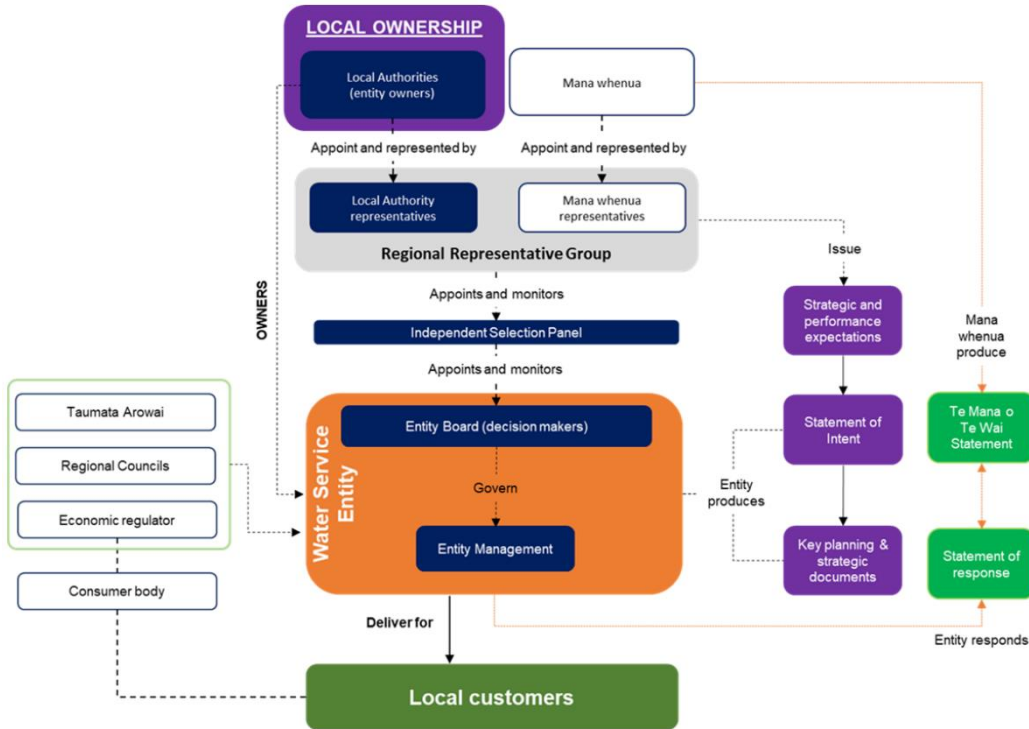 LOCAL OWNERSHIP
Local Authorities
(entity owners)
Mana whenua
Appoint and represented by
Appoint and represented by
Local Authority
representatives
Mana whenua
representatives
Regional Representative Group
Issue
Appoints and monitors
Strategic and
performance
expectations
Independent Selection Panel
OWNERS
Mana
whenua
produce
Appoints and monitors
Taumata Arowai
Regional Councils
Economic regulator
Consumer body
Water Service
Entity
Entity Board (decision makers)
Govern
Entity Management
Entity
produces
Statement of
Intent
Te Mana o
Te Wai
Statement
Key planning &
strategic
documents
Statement of
response
Deliver for
Entity responds
Local customers